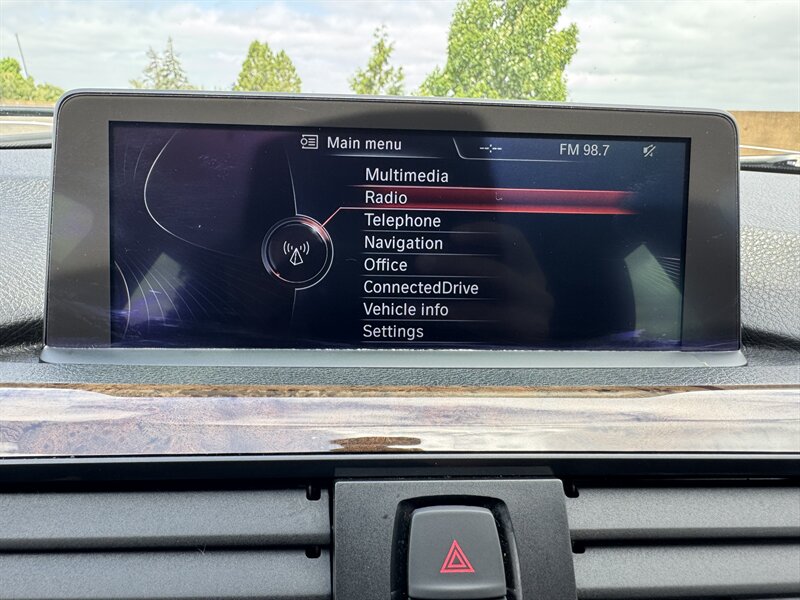 Main menu
--:--
FM 98.7
Multimedia
Radio
Telephone
Navigation
Office
ConnectedDrive
Vehicle info
Settings